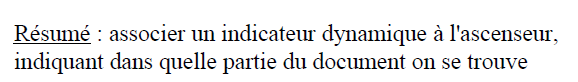 Résumé : associer un indicateur dynamique à l'ascenseur,
indiquant dans quelle partie du document on se trouve